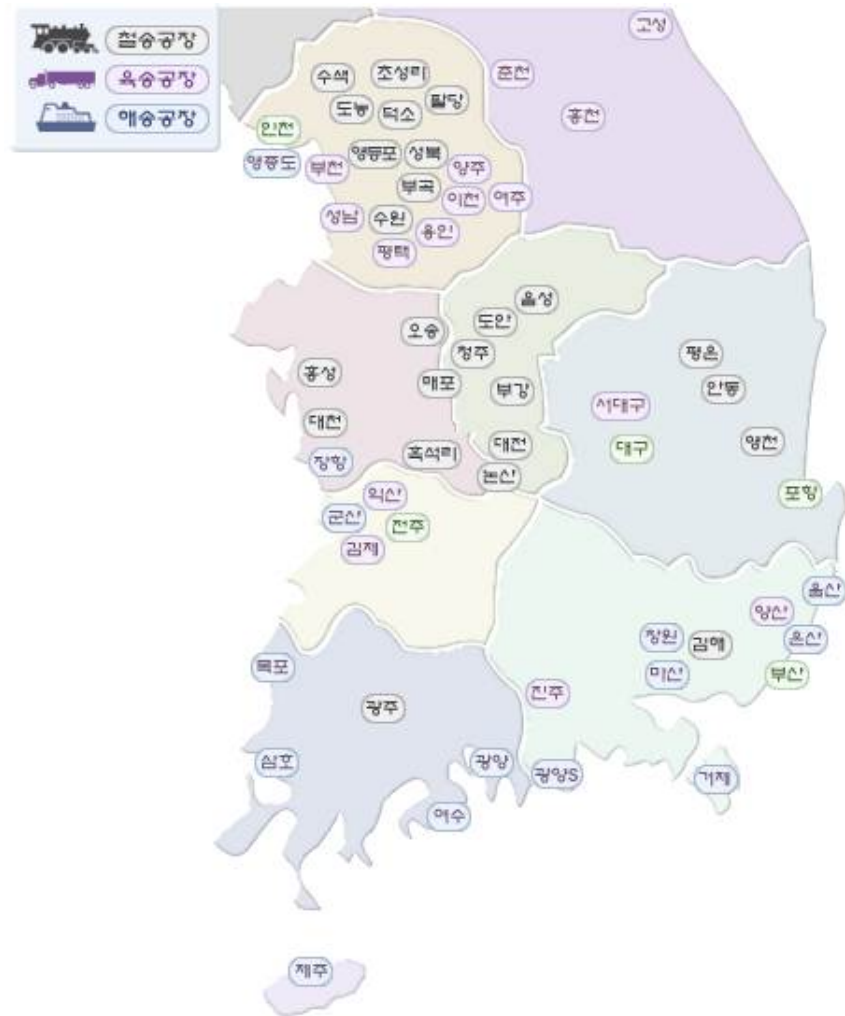 철송공장
육송공장
해송공장
고성
수색
초성리
춘천
도농
덕소
팔당
홍천
인천
영종도
부천
영등포
성북
양주
부곡
이천
여주
성남
수원
용인
평택
음성
도안
오송
청주
평은
홍성
매포
부강
안동
서대구
대천
영천
장항
흑석리
대전
대구
논산
포항
익산
군산
전주
김제
울산
양산
창원
김해
온산
목포
마산
부산
진주
광주
삼호
광양
광양S
거제
여수
제주